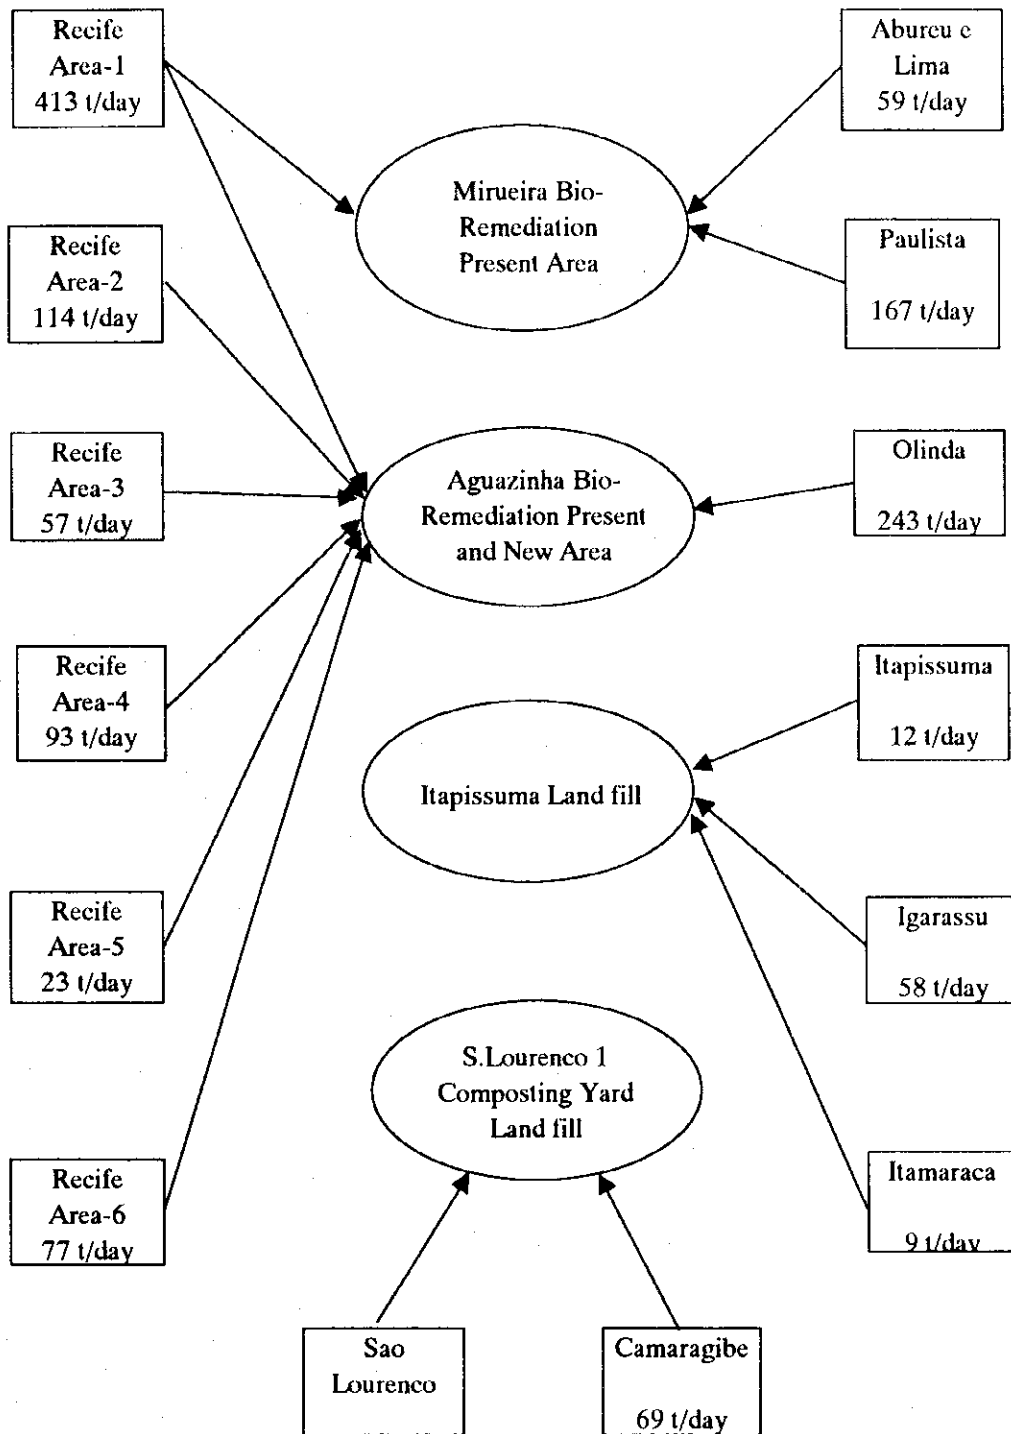 Recife
Area-1
413 t/day
Abureu e
Lima
59 t/day
Mirueira Bio-
Remediation
Present Area
Recife
Area-2
114 t/day
Paulista
167 t/day
Recife
Area-3
57 t/day
Aguazinha Bio-
Remediation Present
and New Area
Olinda
243 t/day
Recife
Area-4
93 t/day
Itapissuma
12 t/day
Itapissuma Land fill
Recife
Area-5
23 t/day
Igarassu
58 t/day
S.Lourenco 1
Composting Yard
Land fill
Recife
Area-6
77 t/day
Itamaraca
9 t/day
Sao
Lourenco
Camaragibe
69 t/day